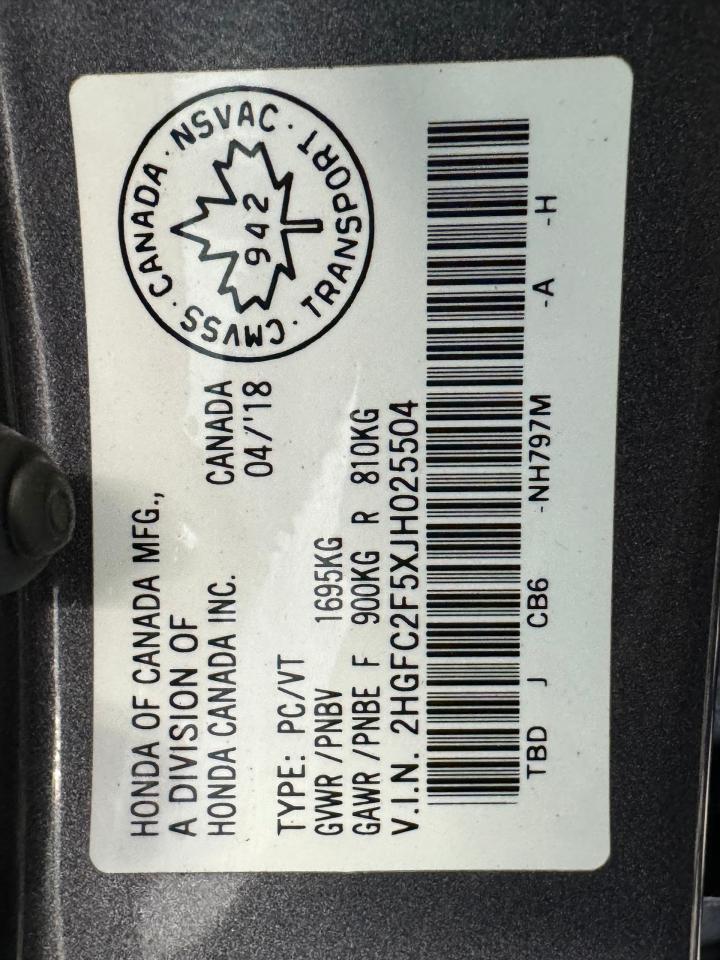 HONDA OF CANADA MFG.,
A DIVISION OF
HONDA CANADA INC.
CANADA
04/'18
CMVSS · CANADA · NSVAC · TRANSPORT ·
942
TYPE: PC/VT
GVWR /PNBV 1695KG
GAWR /PNBE F 900KG R 810KG
V.I.N. 2HGFC2F5XJH025504
TBD J CB6 -NH797M -A -H